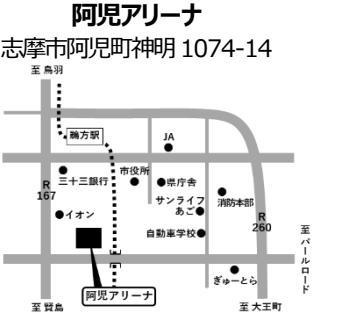 阿児アリーナ
志摩市阿児町神明 1074-14
至 鳥羽
鵜方駅
JA
市役所
三十三銀行
県庁舎
R
167
サンライフ
あご
消防本部
イオン
R
260
自動車学校
至 パールロード
ぎゅーとら
阿児アリーナ
至 賢島
至 大王町